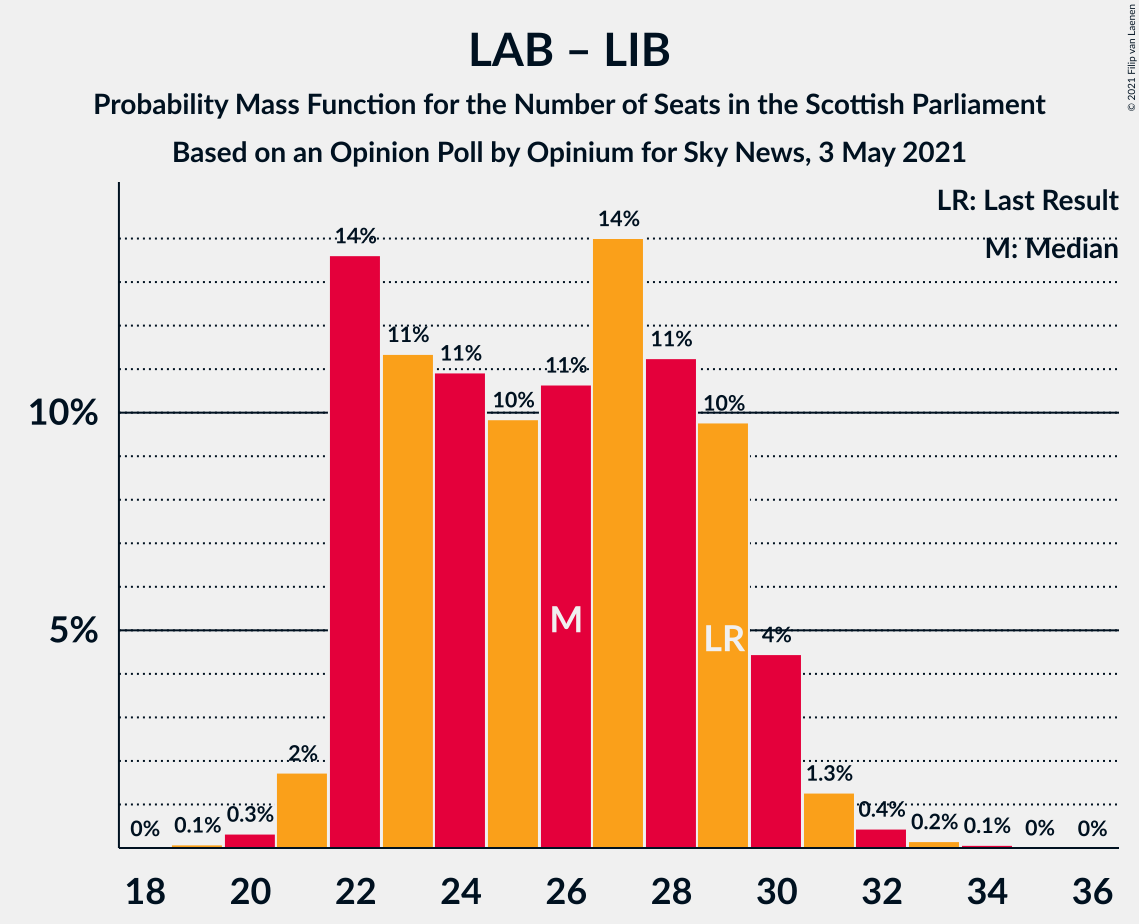 LAB – LIB
Probability Mass Function for the Number of Seats in the Scottish Parliament
Based on an Opinion Poll by Opinium for Sky News, 3 May 2021
© 2021 Filip van Laenen
LR: Last Result
M: Median
10%
5%
0%
0.1%
0.3%
2%
14%
11%
11%
10%
11%
14%
11%
10%
4%
1.3%
0.4%
0.2%
0.1%
0%
0%
M
LR
18 20 22 24 26 28 30 32 34 36